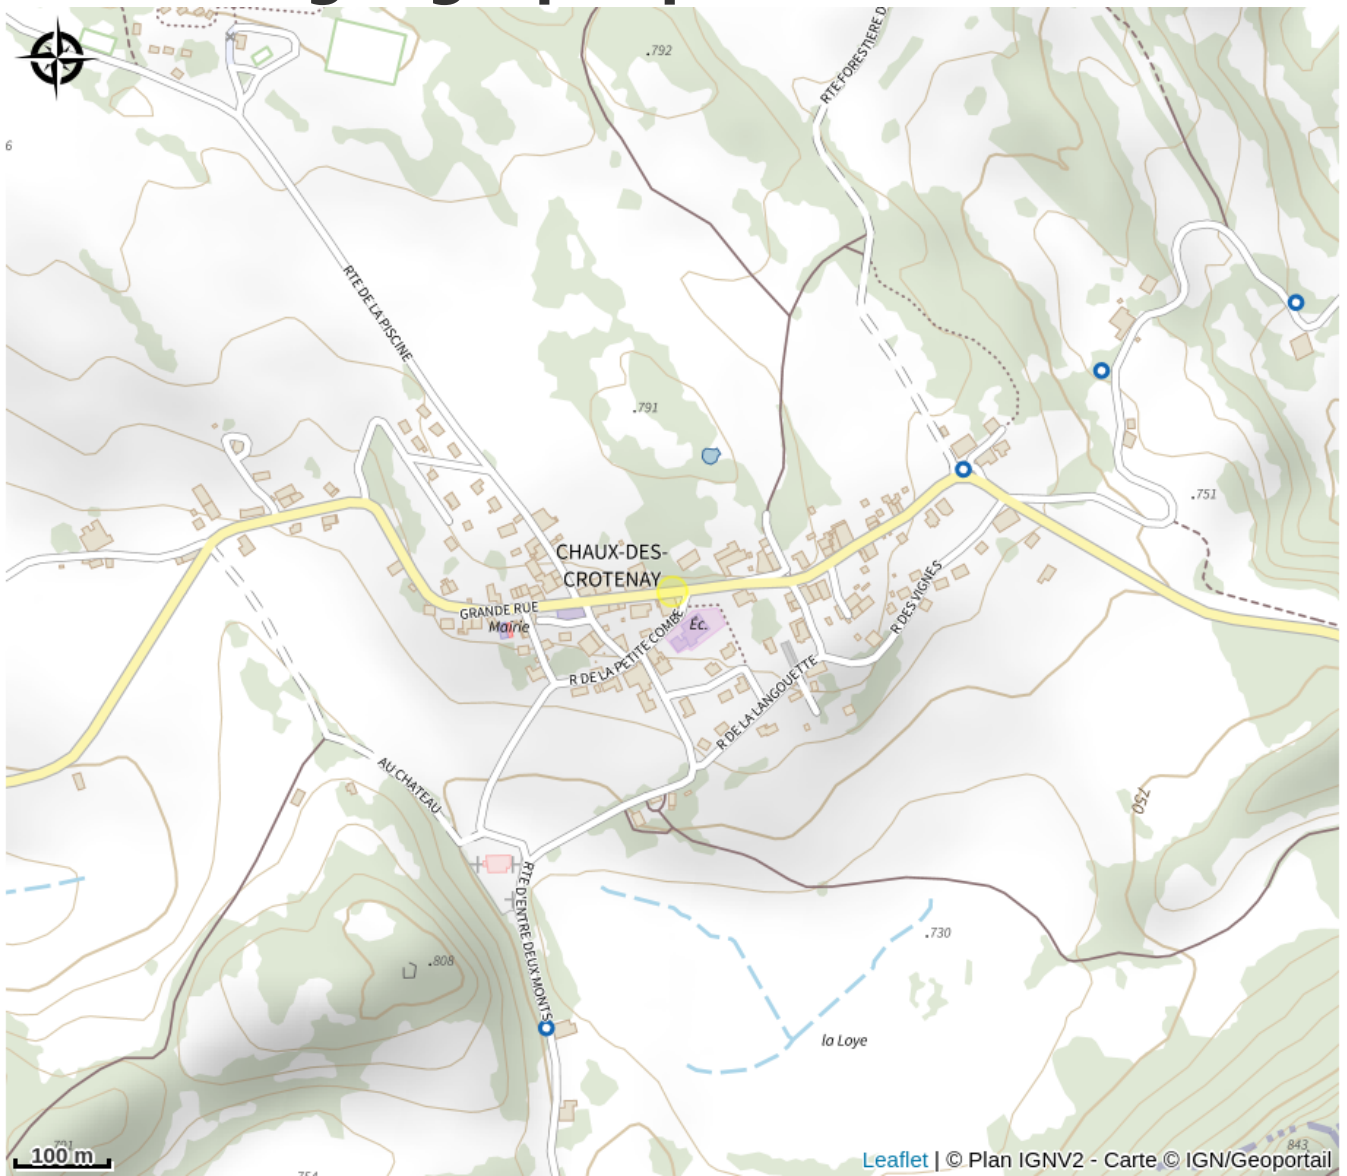 792
RTE FORESTIERE D
6
RTE DE LA PISCINE
791
751
CHAUX-DES-
CROTENAY
GRANDE RUE
Mairie
Éc.
R DE LA PETITE COMBE
R DES VIGNES
R DE LA LANGOUETTE
AU CHATEAU
750
RTE D'ENTRE DEUX MONTS
808
730
la Loye
843
100 m
Leaflet | © Plan IGNV2 - Carte © IGN/Geoportail